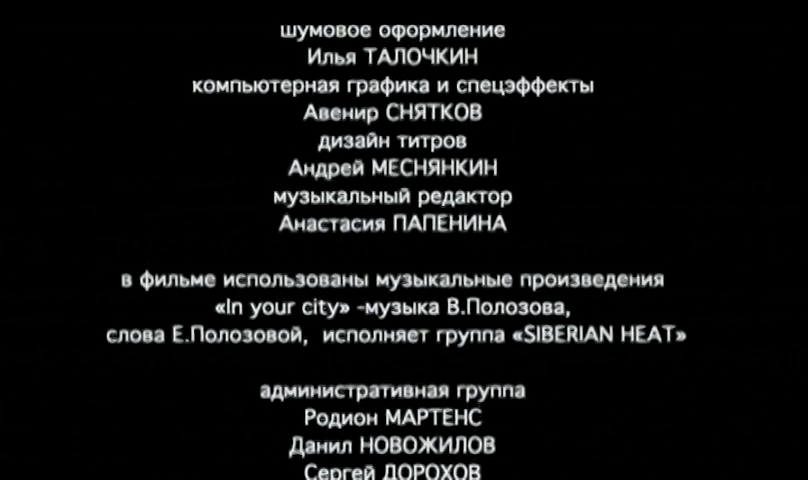 шумовое оформление
Илья ТАЛОЧКИН
компьютерная графика и спецэффекты
Авенир СНЯТКОВ
дизайн титров
Андрей МЕСНЯНКИН
музыкальный редактор
Анастасия ПАПЕНИНА
в фильме использованы музыкальные произведения
«In your city» -музыка В.Полозова,
слова Е.Полозовой, исполняет группа «SIBERIAN HEAT»
административная группа
Родион МАРТЕНС
Данил НОВОЖИЛОВ
Сергей ДОРОХОВ